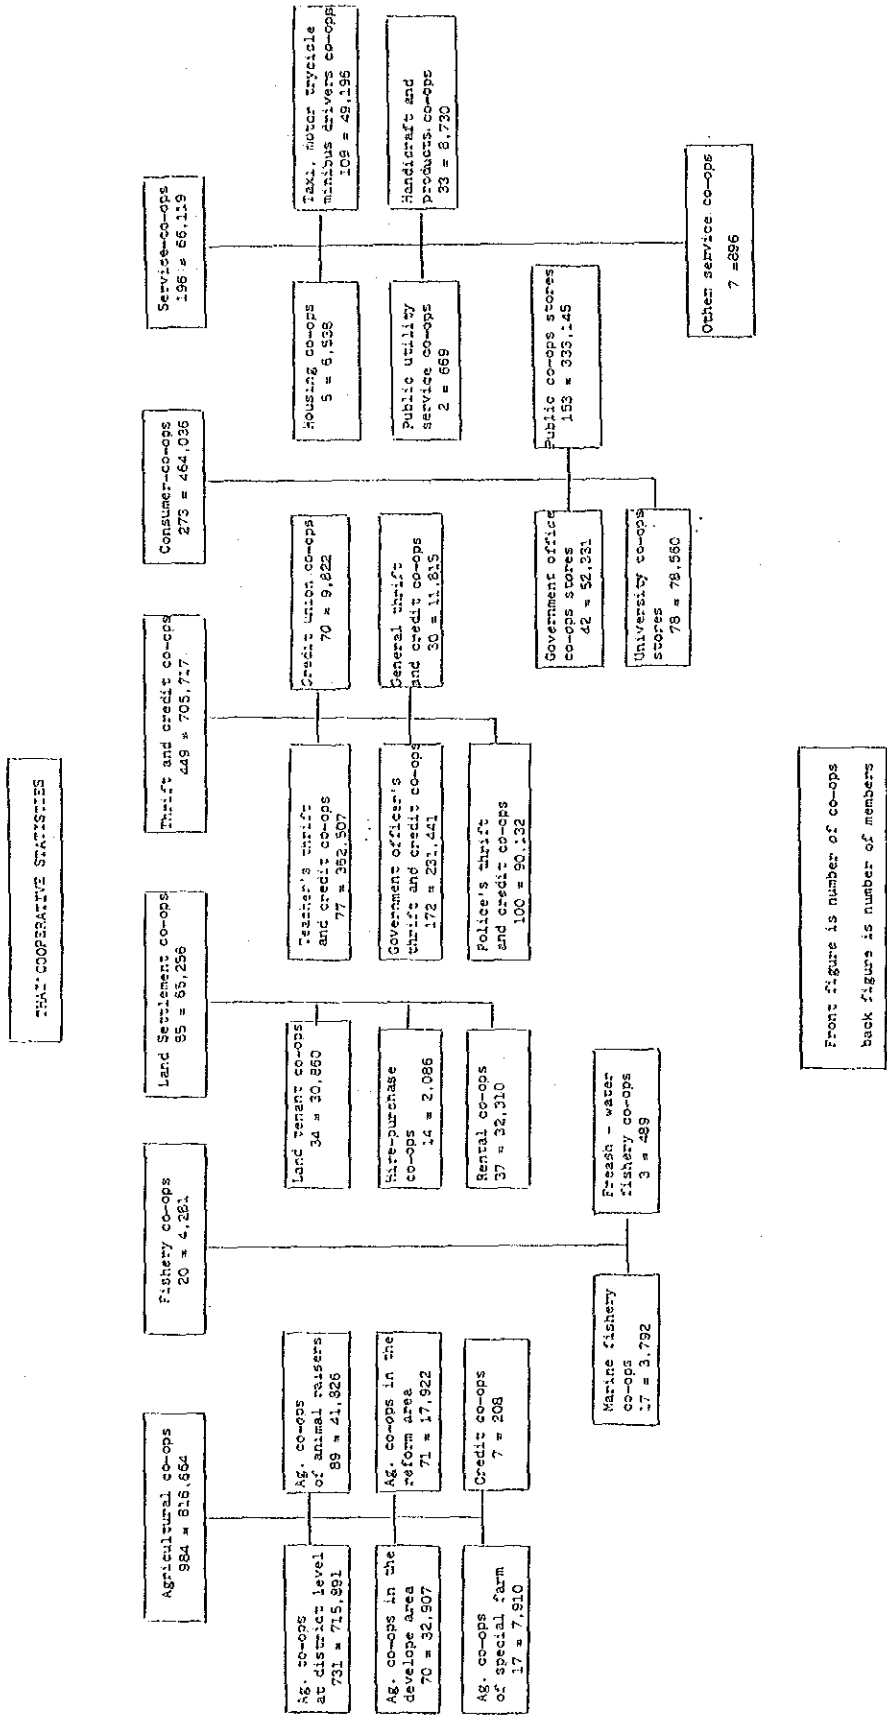 THAI COOPERATIVE STATISTIES
Agricultural co-ops
984 = 816,664
Fishery co-ops
20 = 4,281
Land Settlement co-ops
85 = 65,256
Thrift and credit co-ops
449 = 705,717
Consumer-co-ops
273 = 464,036
Service-co-ops
196 = 66,119
Ag. co-ops
at district level
731 = 715,891
Ag. co-ops
of animal raisers
89 = 41,826
Ag. co-ops in the
develope area
70 = 32,907
Ag. co-ops in the
reform area
71 = 17,922
Ag. co-ops
of special farm
17 = 7,910
Credit co-ops
7 = 208
Marine fishery
co-ops
17 = 3,792
Freash - water
fishery co-ops
3 = 489
Land tenant co-ops
34 = 30,860
Hire-purchase
co-ops
14 = 2,086
Rental co-ops
37 = 32,310
Teacher's thrift
and credit co-ops
77 = 362,507
Credit union co-ops
70 = 9,822
Government officer's
thrift and credit co-ops
172 = 231,441
General thrift
and credit co-ops
30 = 11,815
Police's thrift
and credit co-ops
100 = 90,132
Government office
co-ops stores
42 = 52,331
Public co-ops stores
153 = 333,145
University co-ops
stores
78 = 78,560
Housing co-ops
5 = 6,538
Taxi, motor trycicle
minibus drivers co-ops
109 = 49,196
Public utility
service co-ops
2 = 669
Handicraft and
products co-ops
33 = 8,730
Other service co-ops
7 =896
Front figure is number of co-ops
back figure is number of members